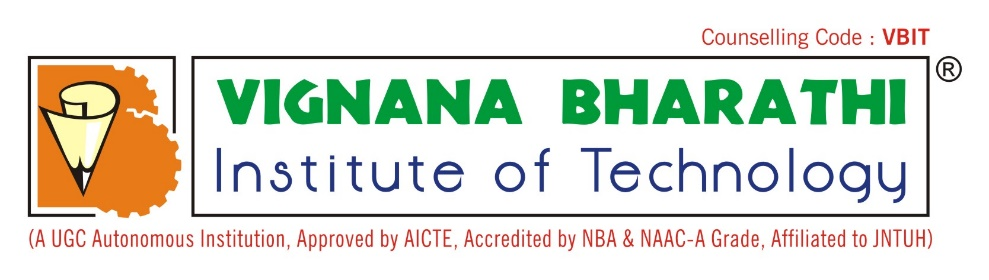 Counselling Code : VBIT
VIGNANA BHARATHI ®
Institute of Technology
(A UGC Autonomous Institution, Approved by AICTE, Accredited by NBA & NAAC-A Grade, Affiliated to JNTUH)